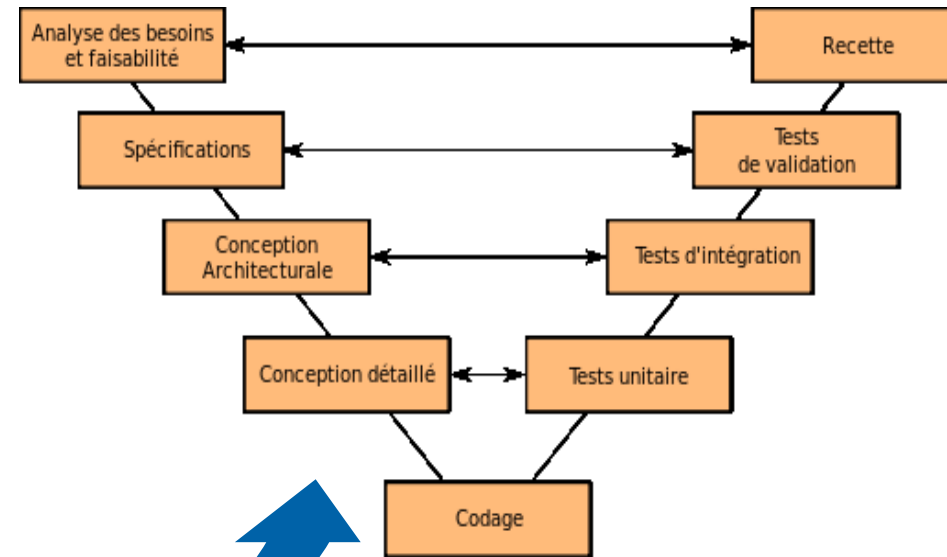 Analyse des besoins
et faisabilité
Recette
Spécifications
Tests
de validation
Conception
Architecturale
Tests d'intégration
Conception détaillé
Tests unitaire
Codage